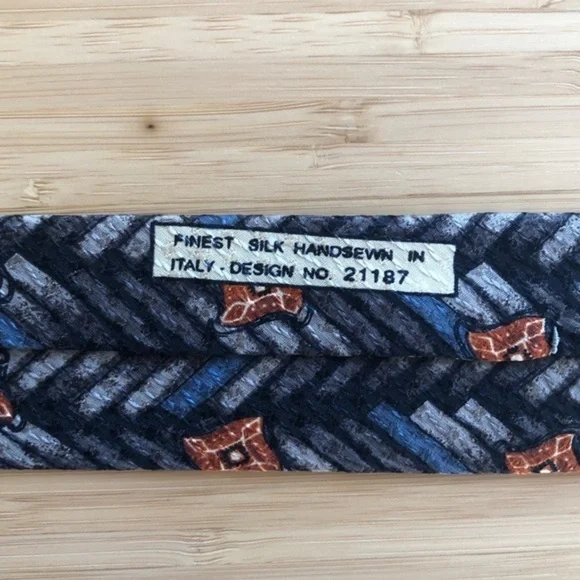 FINEST SILK HANDSEWN IN
ITALY. DESIGN NO. 21187